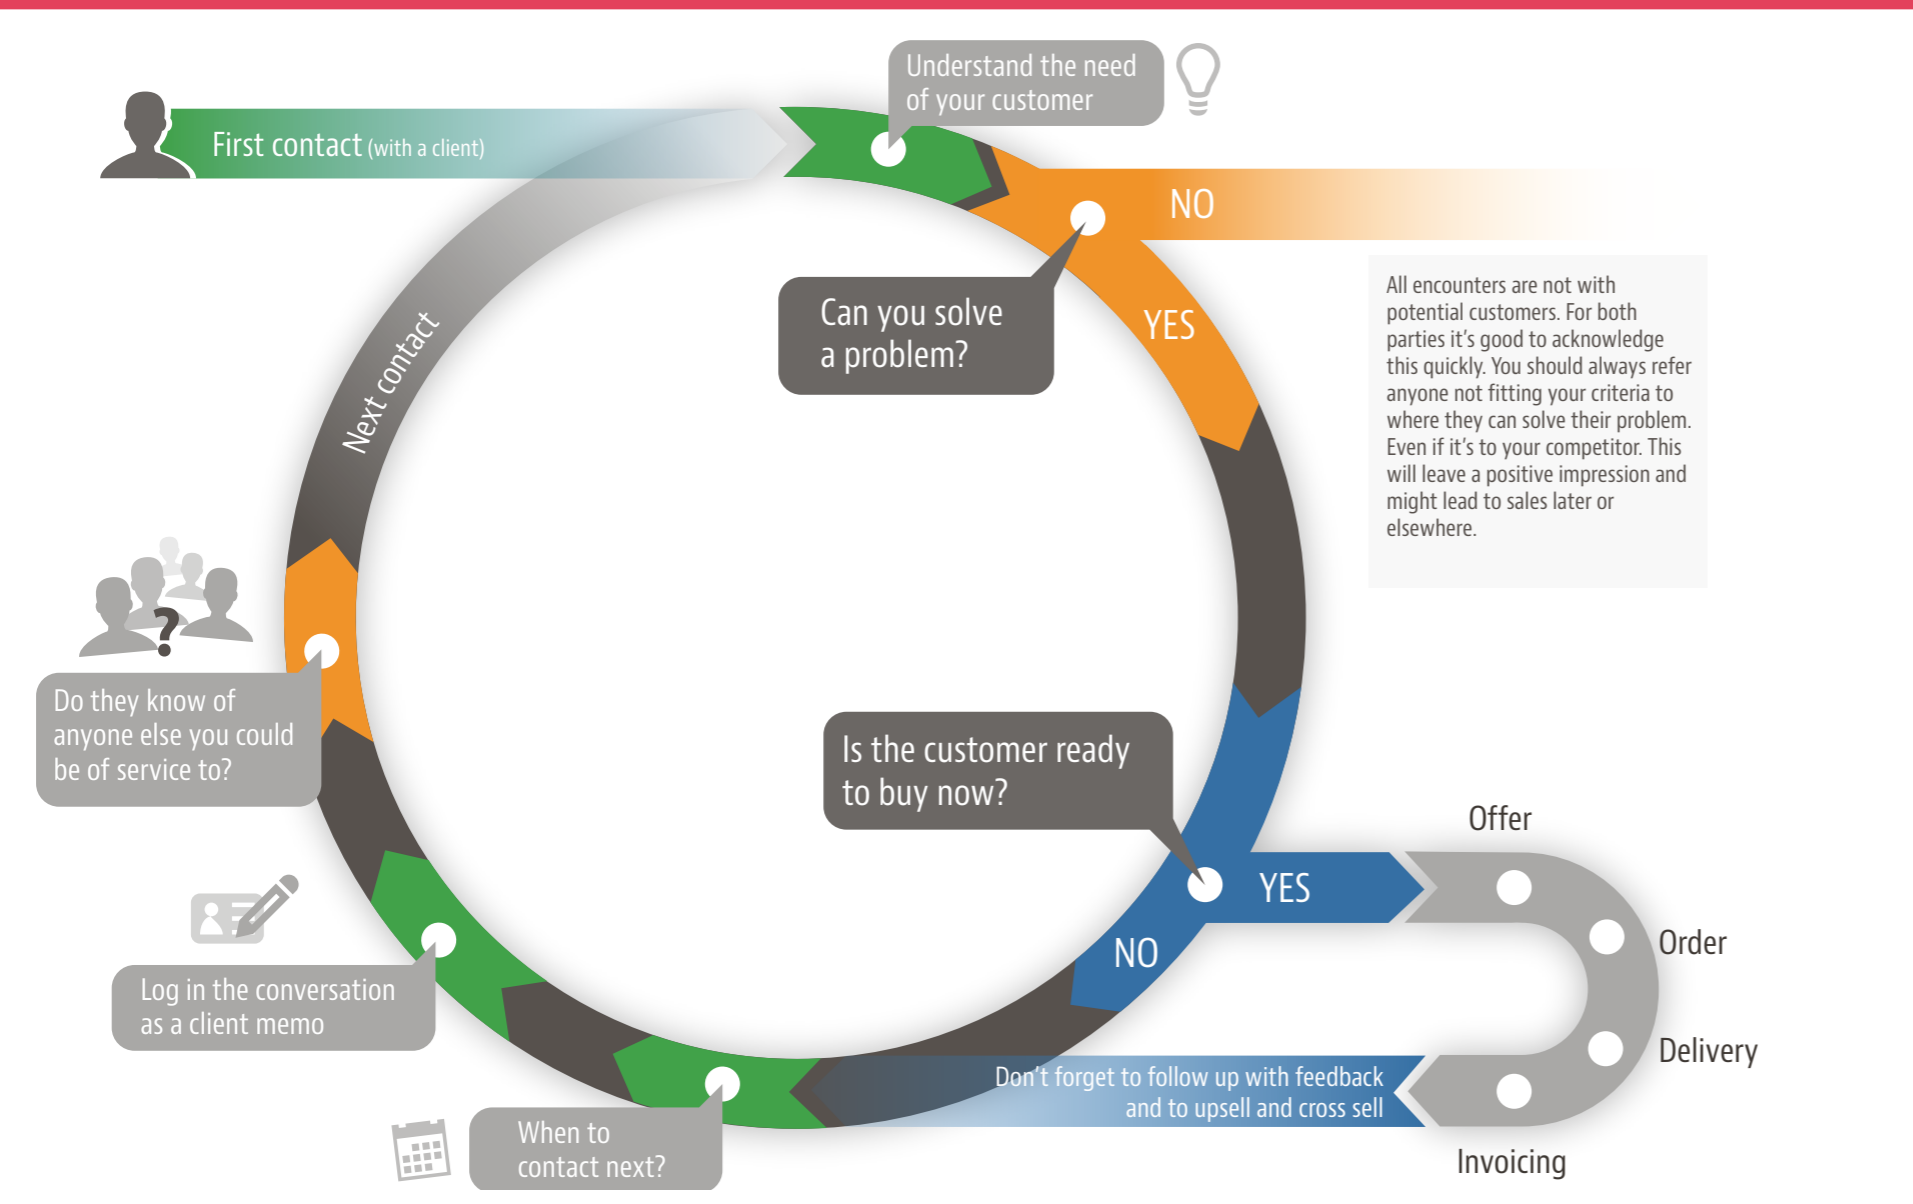 Understand the need
of your customer
First contact (with a client)
NO
Can you solve
a problem?
YES
All encounters are not with
potential customers. For both
parties it's good to acknowledge
this quickly. You should always refer
anyone not fitting your criteria to
where they can solve their problem.
Even if it's to your competitor. This
will leave a positive impression and
might lead to sales later or
elsewhere.
Next contact
?
Do they know of
anyone else you could
be of service to?
Is the customer ready
to buy now?
Offer
YES
Order
NO
Log in the conversation
as a client memo
Delivery
Don't forget to follow up with feedback
and to upsell and cross sell
When to
contact next?
Invoicing